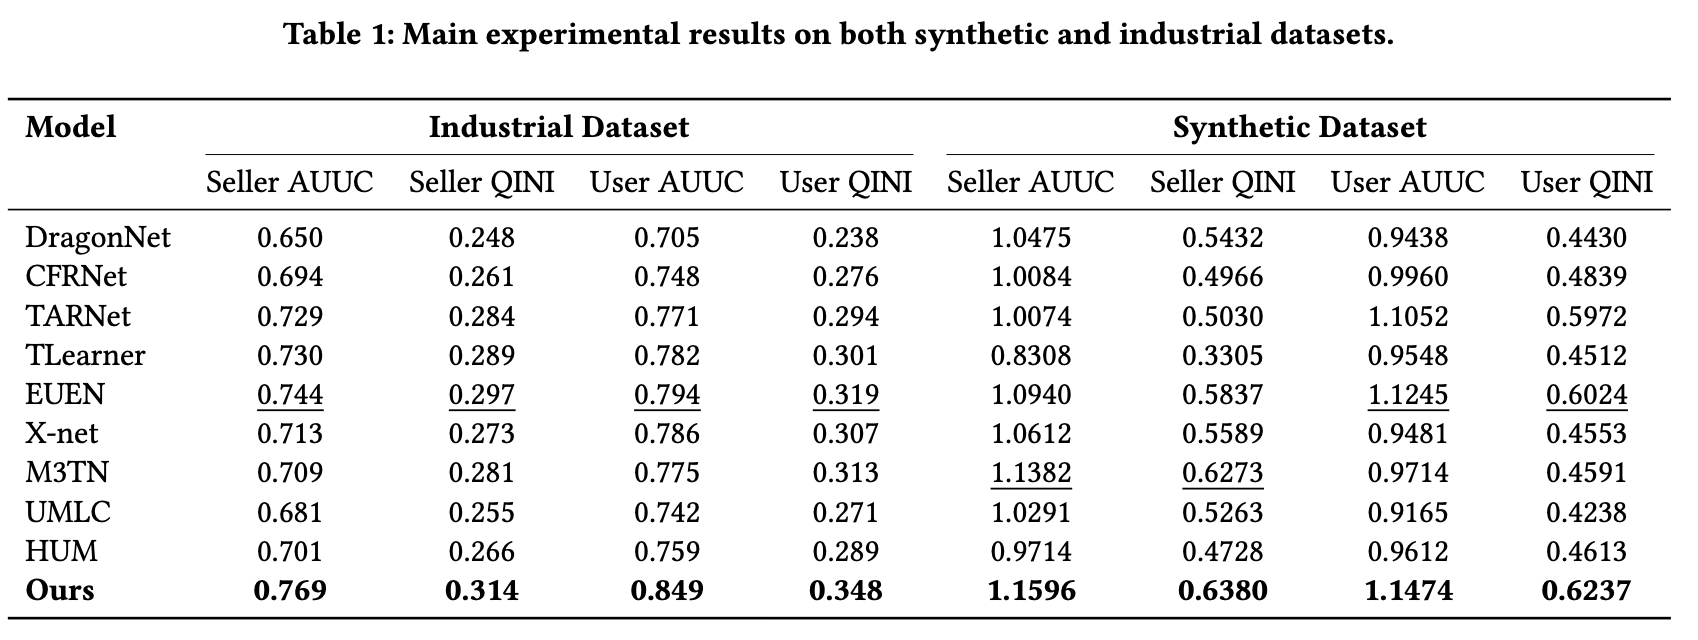 Table 1: Main experimental results on both synthetic and industrial datasets.
Model Industrial Dataset Synthetic Dataset
Seller AUUC Seller QINI User AUUC User QINI Seller AUUC Seller QINI User AUUC User QINI
DragonNet 0.650 0.248 0.705 0.238 1.0475 0.5432 0.9438 0.4430
CFRNet 0.694 0.261 0.748 0.276 1.0084 0.4966 0.9960 0.4839
TARNet 0.729 0.284 0.771 0.294 1.0074 0.5030 1.1052 0.5972
TLearner 0.730 0.289 0.782 0.301 0.8308 0.3305 0.9548 0.4512
EUEN 0.744 0.297 0.794 0.319 1.0940 0.5837 1.1245 0.6024
X-net 0.713 0.273 0.786 0.307 1.0612 0.5589 0.9481 0.4553
M3TN 0.709 0.281 0.775 0.313 1.1382 0.6273 0.9714 0.4591
UMLC 0.681 0.255 0.742 0.271 1.0291 0.5263 0.9165 0.4238
HUM 0.701 0.266 0.759 0.289 0.9714 0.4728 0.9612 0.4613
Ours 0.769 0.314 0.849 0.348 1.1596 0.6380 1.1474 0.6237